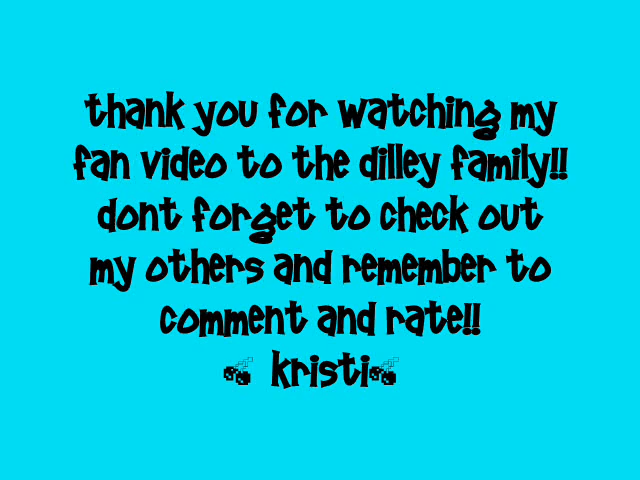 thank you for watching my
fan video to the dilley family!!
dont forget to check out
my others and remember to
comment and rate!!
kristi